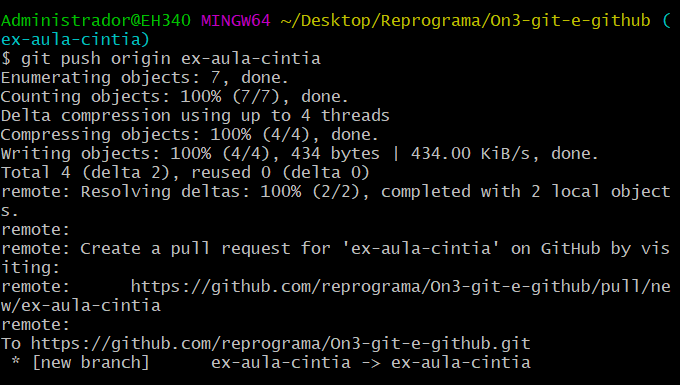 Administrador@EH340 MINGW64 ~/Desktop/Reprograma/On3-git-e-github (
ex-aula-cintia)
$ git push origin ex-aula-cintia
Enumerating objects: 7, done.
Counting objects: 100% (7/7), done.
Delta compression using up to 4 threads
Compressing objects: 100% (4/4), done.
Writing objects: 100% (4/4), 434 bytes | 434.00 KiB/s, done.
Total 4 (delta 2), reused 0 (delta 0)
remote: Resolving deltas: 100% (2/2), completed with 2 local object
s.
remote:
remote: Create a pull request for 'ex-aula-cintia' on GitHub by vis
iting:
remote:      https://github.com/reprograma/On3-git-e-github/pull/ne
w/ex-aula-cintia
remote:
To https://github.com/reprograma/On3-git-e-github.git
 * [new branch]      ex-aula-cintia -> ex-aula-cintia